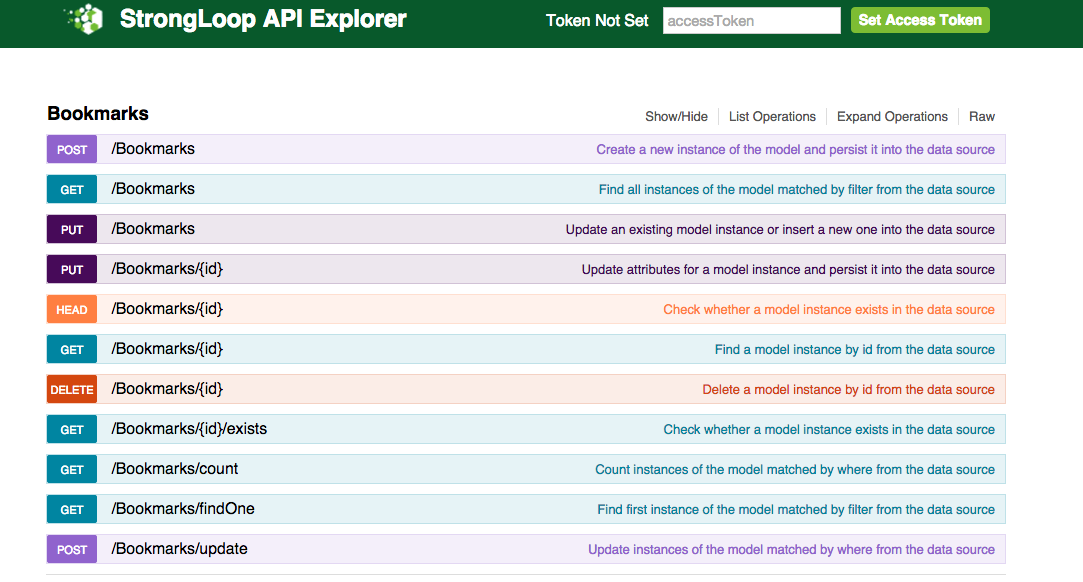 StrongLoop API Explorer Token Not Set accessToken Set Access Token
Bookmarks Show/Hide List Operations Expand Operations Raw
POST /Bookmarks Create a new instance of the model and persist it into the data source
GET /Bookmarks Find all instances of the model matched by filter from the data source
PUT /Bookmarks Update an existing model instance or insert a new one into the data source
PUT /Bookmarks/{id} Update attributes for a model instance and persist it into the data source
HEAD /Bookmarks/{id} Check whether a model instance exists in the data source
GET /Bookmarks/{id} Find a model instance by id from the data source
DELETE /Bookmarks/{id} Delete a model instance by id from the data source
GET /Bookmarks/{id}/exists Check whether a model instance exists in the data source
GET /Bookmarks/count Count instances of the model matched by where from the data source
GET /Bookmarks/findOne Find first instance of the model matched by filter from the data source
POST /Bookmarks/update Update instances of the model matched by where from the data source